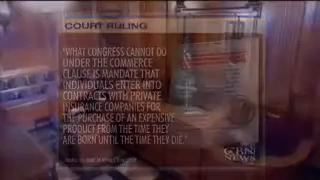 COURT RULING
"WHAT CONGRESS CANNOT DO
UNDER THE COMMERCE
CLAUSE IS MANDATE THAT
INDIVIDUALS ENTER INTO
CONTRACTS WITH PRIVATE
INSURANCE COMPANIES FOR
THE PURCHASE OF AN EXPENSIVE
PRODUCT FROM THE TIME THEY
ARE BORN UNTIL THE TIME THEY DIE."
CBN
NEWS